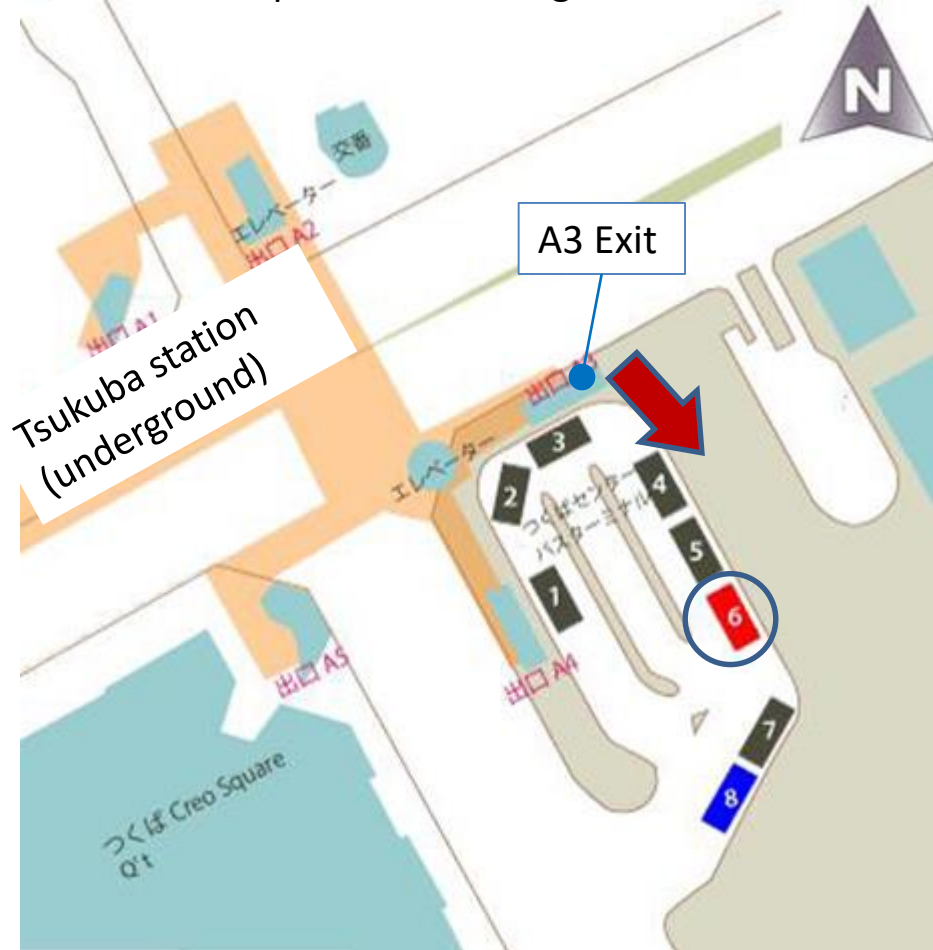 N
交番
エレベーター
出口 A2
A3 Exit
出口 A1
Tsukuba station
(underground)
出口 A3
3
エレベーター
2
つくばセンター
バスターミナル
4
5
1
6
出口 A4
出口 A5
7
8
つくば Creo Square
Q't